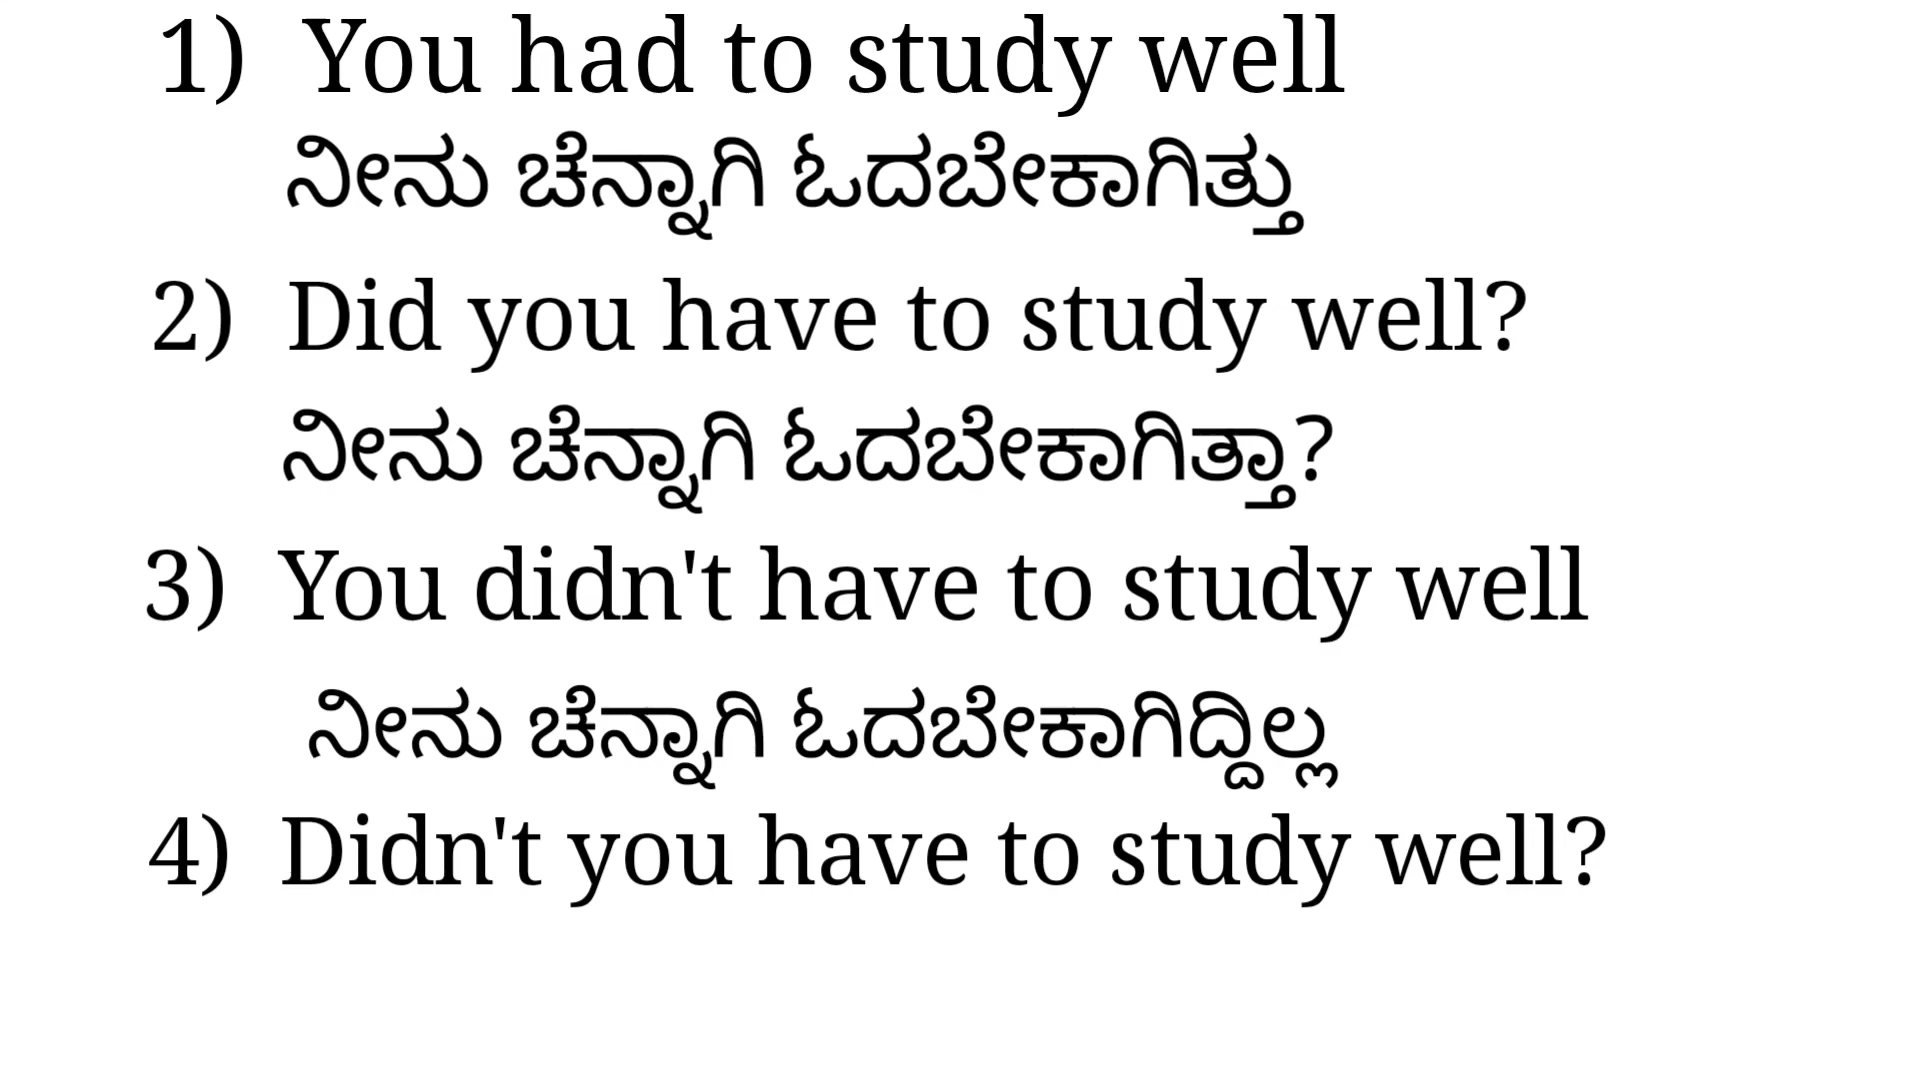 1) You had to study well
ನೀನು ಚೆನ್ನಾಗಿ ಓದಬೇಕಾಗಿತ್ತು
2) Did you have to study well?
ನೀನು ಚೆನ್ನಾಗಿ ಓದಬೇಕಾಗಿತ್ತಾ?
3) You didn't have to study well
ನೀನು ಚೆನ್ನಾಗಿ ಓದಬೇಕಾಗಿದ್ದಿಲ್ಲ
4) Didn't you have to study well?